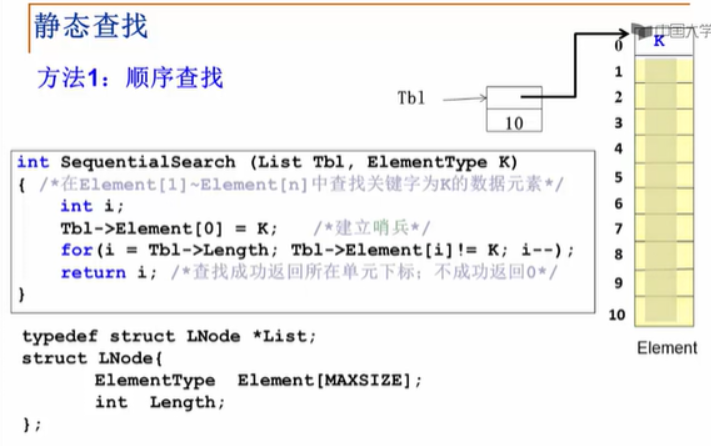 静态查找
中国大学
方法1：顺序查找
Tbl
10
K
0
1
2
3
4
5
6
7
8
9
10
Element
int SequentialSearch (List Tbl, ElementType K)
{ /*在Element[1]~Element[n]中查找关键字为K的数据元素*/
int i;
Tbl->Element[0] = K; /*建立哨兵*/
for(i = Tbl->Length; Tbl->Element[i]!= K; i--);
return i; /*查找成功返回所在单元下标；不成功返回0*/
}
typedef struct LNode *List;
struct LNode{
ElementType Element[MAXSIZE];
int Length;
};